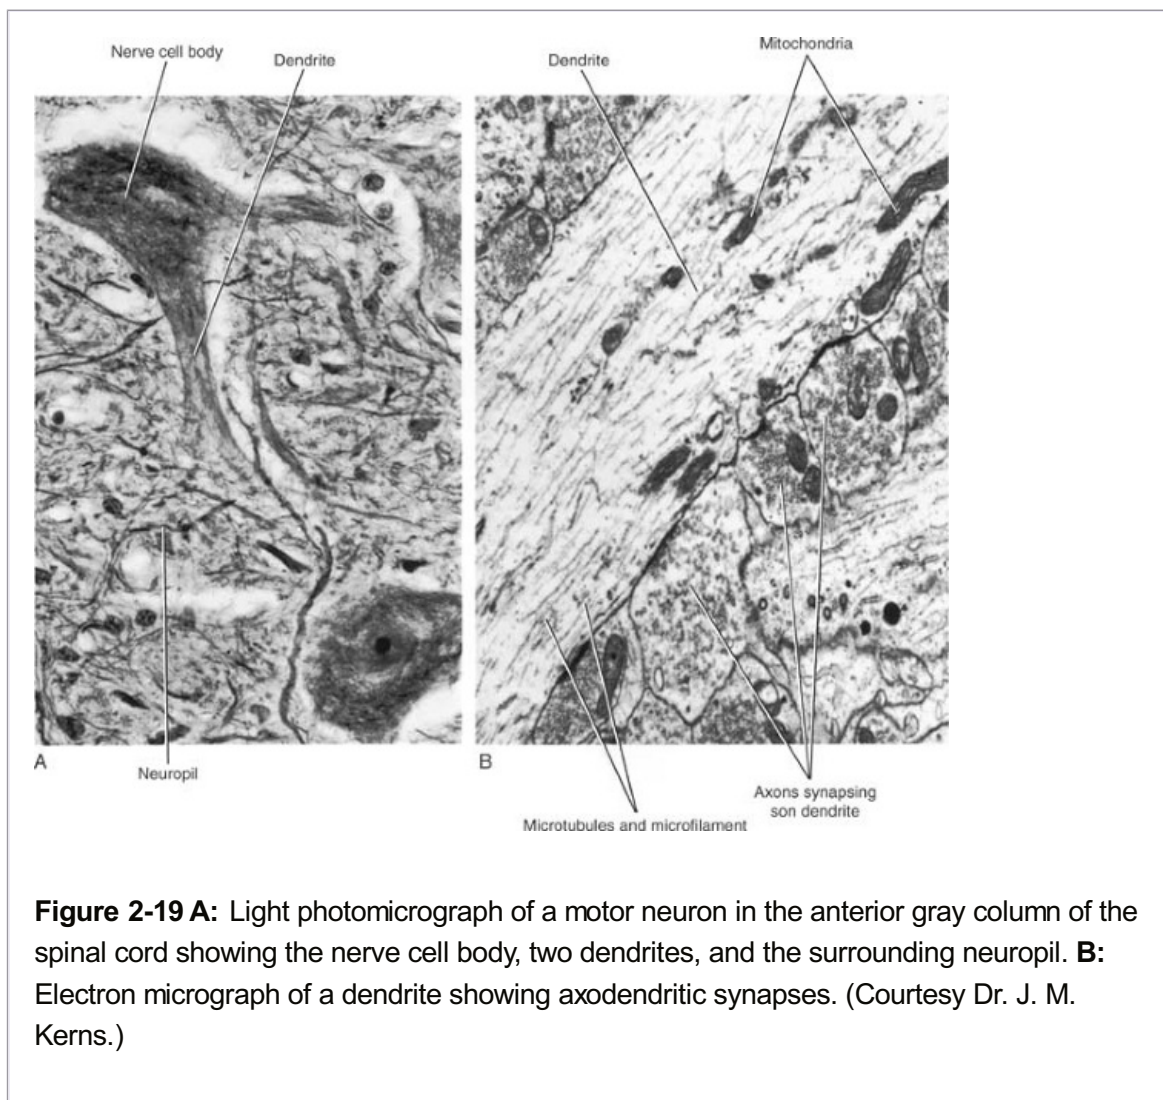 Nerve cell body
Dendrite
Dendrite
Mitochondria
A
Neuropil
B
Axons synapsing
son dendrite
Microtubules and microfilament
Figure 2-19 A: Light photomicrograph of a motor neuron in the anterior gray column of the
spinal cord showing the nerve cell body, two dendrites, and the surrounding neuropil. B:
Electron micrograph of a dendrite showing axodendritic synapses. (Courtesy Dr. J. M.
Kerns.)